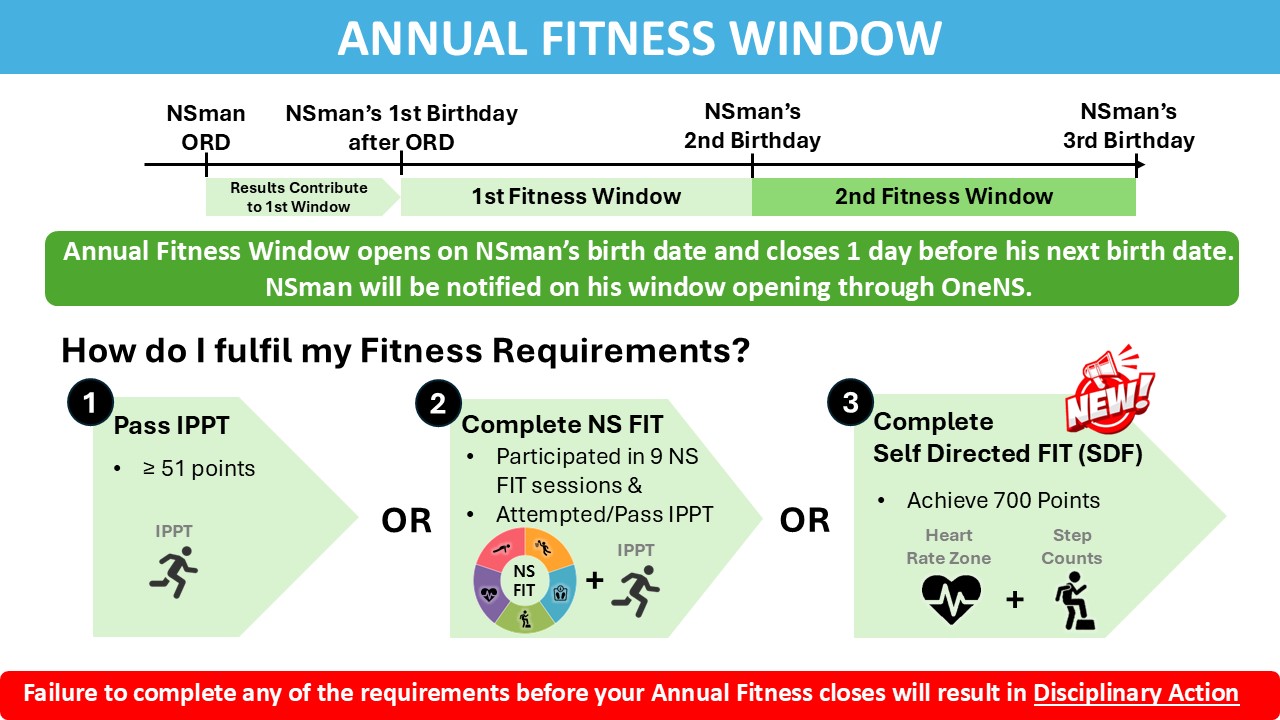 ANNUAL FITNESS WINDOW
NSman
ORD
NSman’s 1st Birthday
after ORD
NSman’s
2nd Birthday
NSman’s
3rd Birthday
Results Contribute
to 1st Window
1st Fitness Window
2nd Fitness Window
Annual Fitness Window opens on NSman’s birth date and closes 1 day before his next birth date.
NSman will be notified on his window opening through OneNS.
How do I fulfil my Fitness Requirements?
1
Pass IPPT
• ≥ 51 points
IPPT
OR
2
Complete NS FIT
• Participated in 9 NS
FIT sessions &
• Attempted/Pass IPPT
NS
FIT
+
IPPT
OR
3
NEW!
Complete
Self Directed FIT (SDF)
• Achieve 700 Points
Heart
Rate Zone
+
Step
Counts
Failure to complete any of the requirements before your Annual Fitness closes will result in Disciplinary Action